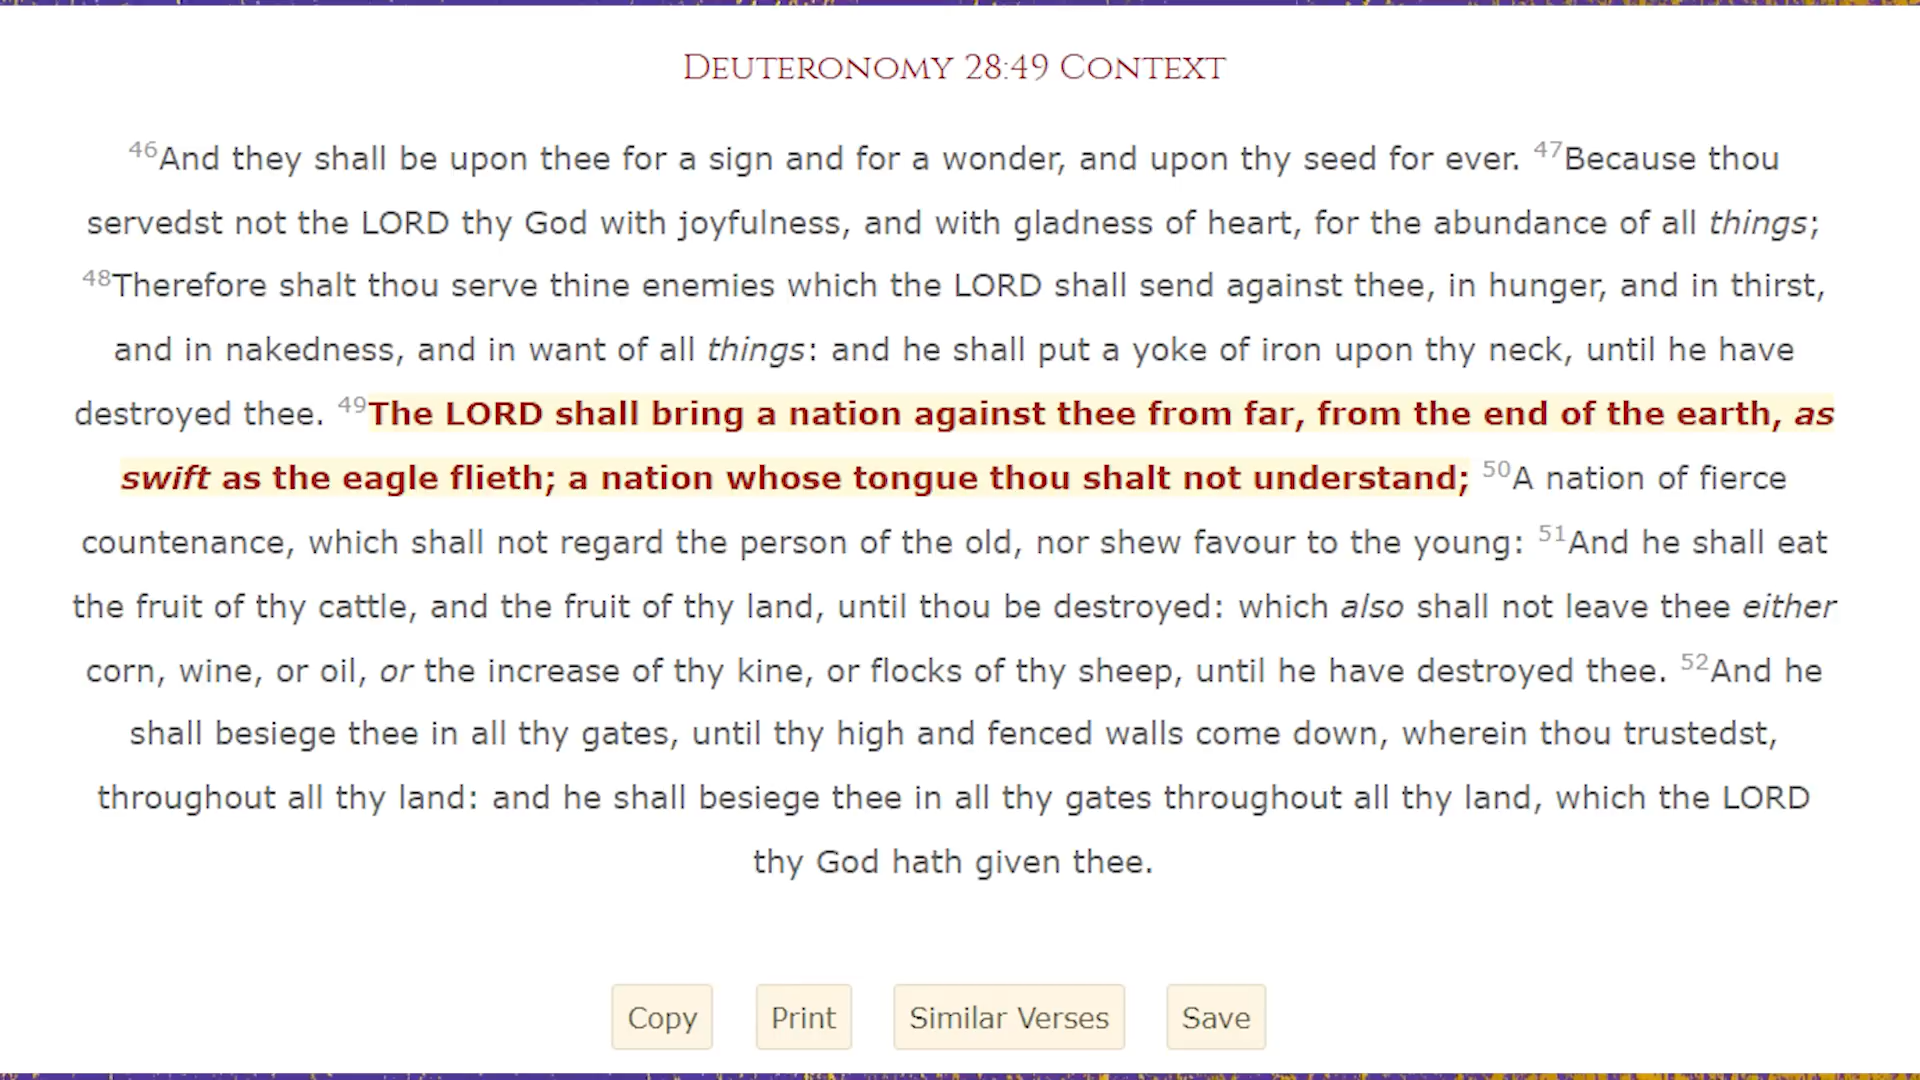 Deuteronomy 28:49 Context
46And they shall be upon thee for a sign and for a wonder, and upon thy seed for ever. 47Because thou
servedst not the LORD thy God with joyfulness, and with gladness of heart, for the abundance of all things;
48Therefore shalt thou serve thine enemies which the LORD shall send against thee, in hunger, and in thirst,
and in nakedness, and in want of all things: and he shall put a yoke of iron upon thy neck, until he have
destroyed thee. 49The LORD shall bring a nation against thee from far, from the end of the earth, as
swift as the eagle flieth; a nation whose tongue thou shalt not understand; 50A nation of fierce
countenance, which shall not regard the person of the old, nor shew favour to the young: 51And he shall eat
the fruit of thy cattle, and the fruit of thy land, until thou be destroyed: which also shall not leave thee either
corn, wine, or oil, or the increase of thy kine, or flocks of thy sheep, until he have destroyed thee. 52And he
shall besiege thee in all thy gates, until thy high and fenced walls come down, wherein thou trustedst,
throughout all thy land: and he shall besiege thee in all thy gates throughout all thy land, which the LORD
thy God hath given thee.
Copy Print Similar Verses Save